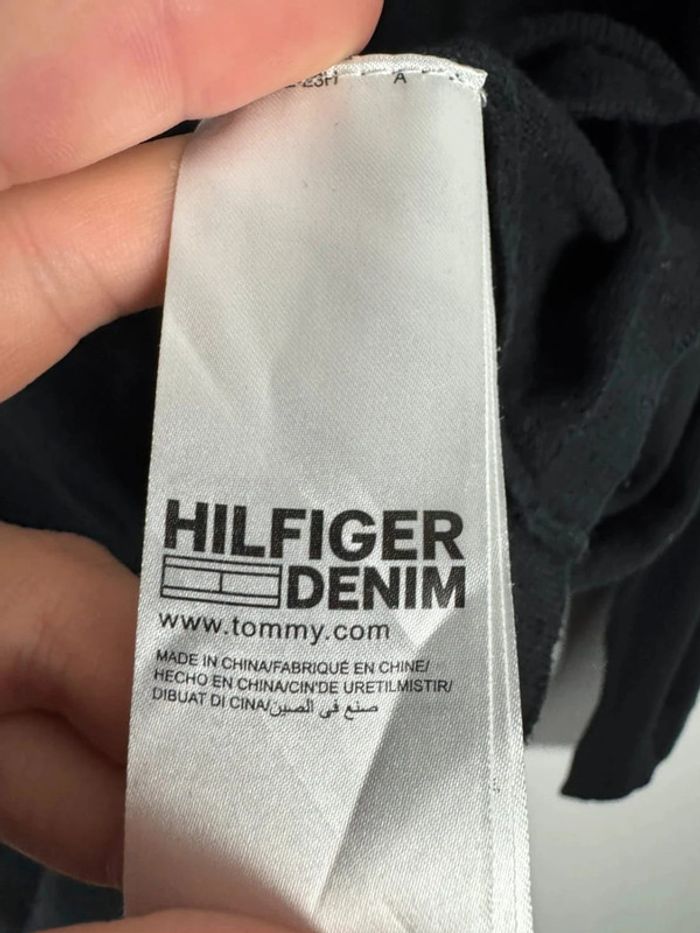 A
HILFIGER
DENIM
www.tommy.com
MADE IN CHINA/FABRIQUÉ EN CHINE/
HECHO EN CHINA/CIN'DE URETILMISTIR/
DIBUAT DI CINA/صنع في الصين